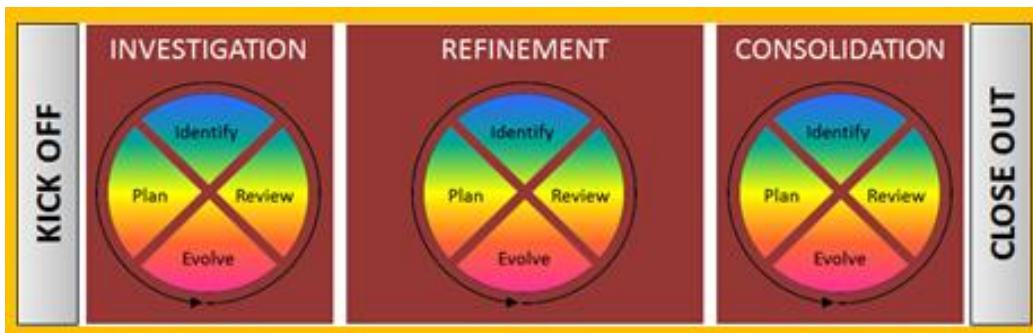 KICK OFF
INVESTIGATION
Identify
Plan
Review
Evolve
REFINEMENT
Identify
Plan
Review
Evolve
CONSOLIDATION
Identify
Plan
Review
Evolve
CLOSE OUT